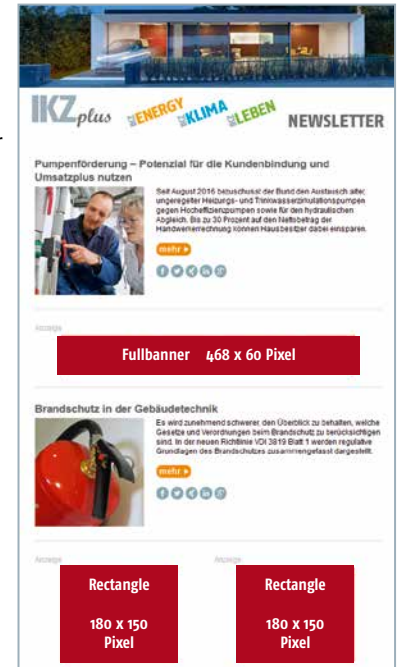 IKZplus ENERGY KLIMA LEBEN NEWSLETTER
Pumpenförderung – Potenzial für die Kundenbindung und
Umsatzplus nutzen
Seit August 2016 bezuschusst der Bund den Austausch alter,
ungeregelter Heizungs- und Trinkwasserzirkulationspumpen
gegen Hocheffizienzpumpen sowie für den hydraulischen
Abgleich. Bis zu 30 Prozent auf den Nettobetrag der
Handwerkerrechnung können Hausbesitzer dabei einsparen.
mehr
Anzeige
Fullbanner 468 x 60 Pixel
Brandschutz in der Gebäudetechnik
Es wird zunehmend schwerer, den Überblick zu behalten, welche
Gesetze und Verordnungen beim Brandschutz zu berücksichtigen
sind. In der neuen Richtlinie VDI 3819 Blatt 1 werden regulative
Grundlagen des Brandschutzes zusammengefasst dargestellt.
mehr
Anzeige Anzeige
Rectangle
180 x 150
Pixel
Rectangle
180 x 150
Pixel